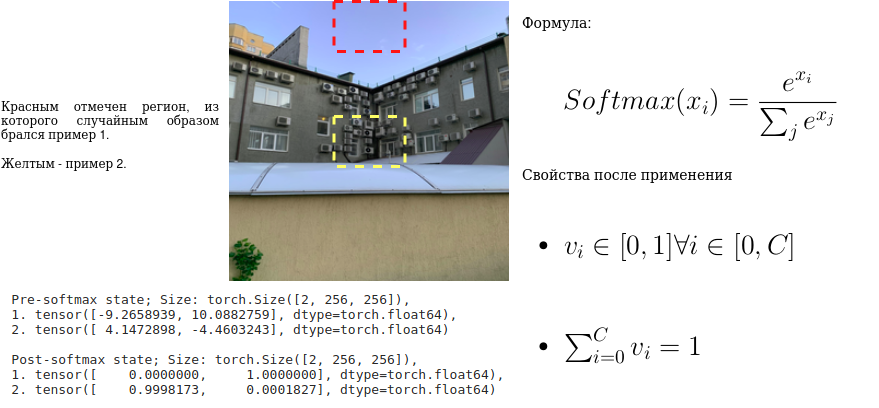 Красным отмечен регион, из
которого случайным образом
брался пример 1.
Желтым - пример 2.
Pre-softmax state; Size: torch.Size([2, 256, 256]),
1. tensor([-9.2658939, 10.0882759], dtype=torch.float64),
2. tensor([ 4.1472898, -4.4603243], dtype=torch.float64)
Post-softmax state; Size: torch.Size([2, 256, 256]),
1. tensor([    0.0000000,     1.0000000], dtype=torch.float64),
2. tensor([    0.9998173,     0.0001827], dtype=torch.float64)
Формула:
Softmax(x_i) = \frac{e^{x_i}}{\sum_j e^{x_j}}
Свойства после применения
• v_i ∈ [0, 1]∀i ∈ [0, C]
• \sum_{i=0}^{C} v_i = 1